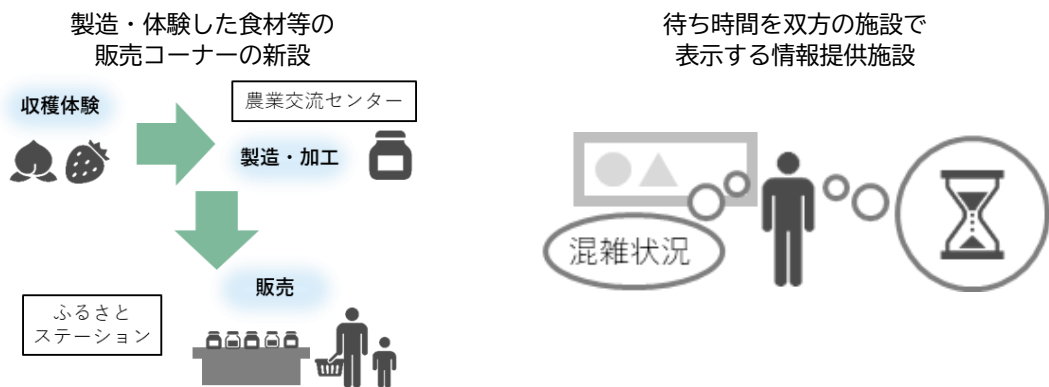 製造・体験した食材等の
販売コーナーの新設
収穫体験
農業交流センター
製造・加工
販売
ふるさと
ステーション
待ち時間を双方の施設で
表示する情報提供施設
混雑状況